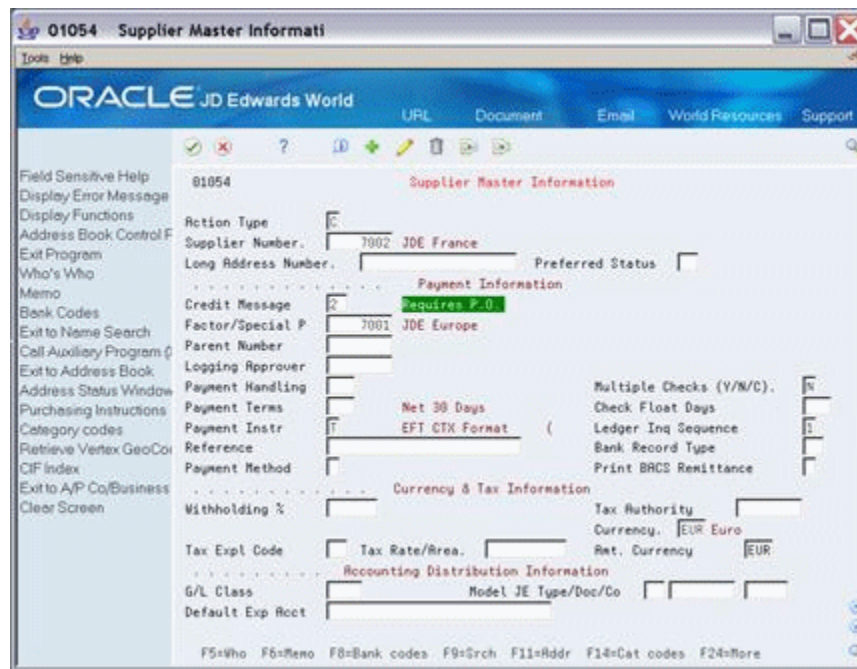 01054 Supplier Master Informati
Tools Help
ORACLE JD Edwards World
URL Document Email World Resources Support
Field Sensitive Help
Display Error Message
Display Functions
Address Book Control F
Exit Program
Who's Who
Memo
Bank Codes
Exit to Name Search
Call Auxiliary Program (
Exit to Address Book
Address Status Window
Purchasing Instructions
Category codes
Retrieve Vertex GeoCo
CIF Index
Exit to A/P Co/Business
Clear Screen
01054 Supplier Master Information
Action Type C
Supplier Number. 7002 JDE France
Long Address Number. Preferred Status
. . . . . . . . . . . . . Payment Information
Credit Message 2 Requires P.O.
Factor/Special P 7001 JDE Europe
Parent Number
Logging Approver
Payment Handling Multiple Checks (Y/N/C). N
Payment Terms Net 30 Days Check Float Days
Payment Instr T EFT CTX Format ( Ledger Inq Sequence 1
Reference Bank Record Type
Payment Method Print BACS Remittance
. . . . . . . . . . . . . Currency & Tax Information
Withholding % Tax Authority
Currency. EUR Euro
Tax Expl Code Tax Rate/Area. Amt. Currency EUR
. . . . . . . . . . Accounting Distribution Information
G/L Class Model JE Type/Doc/Co
Default Exp Acct
F5=Who F6=Memo F8=Bank codes F9=Srch F11=Addr F14=Cat codes F24=More